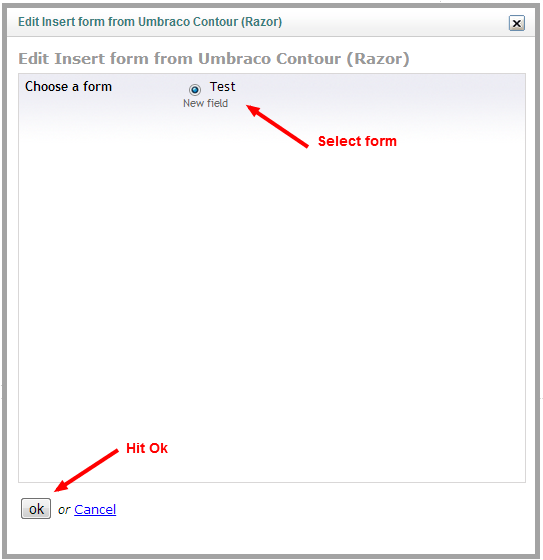 Edit Insert form from Umbraco Contour (Razor)
Edit Insert form from Umbraco Contour (Razor)
Choose a form Test
New field
Select form
Hit Ok
ok or Cancel